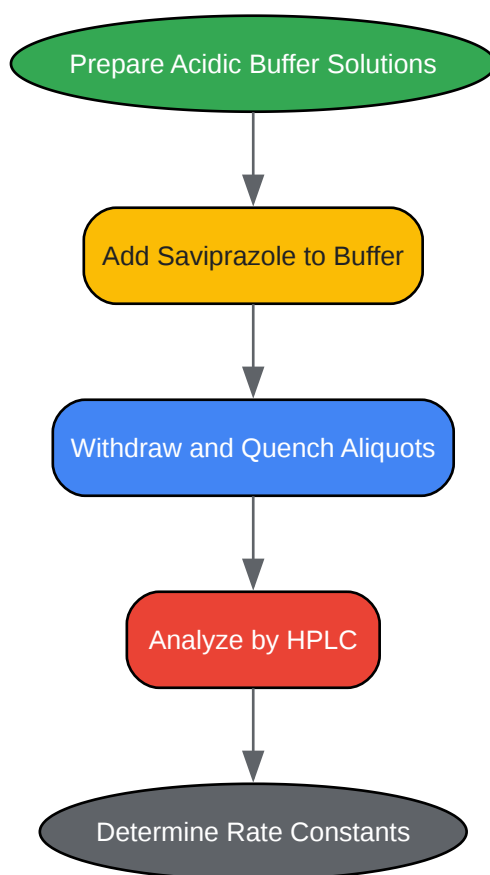 Prepare Acidic Buffer Solutions
Add Saviprazole to Buffer
Withdraw and Quench Aliquots
Analyze by HPLC
Determine Rate Constants